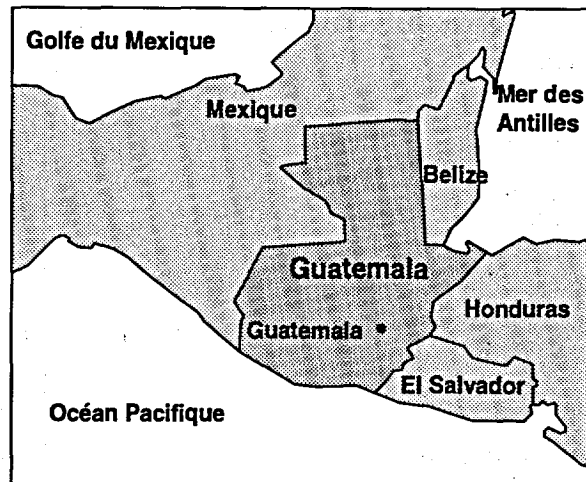 Golfe du Mexique
Mexique
Mer des
Antilles
Belize
Guatemala
Honduras
Guatemala
El Salvador
Océan Pacifique